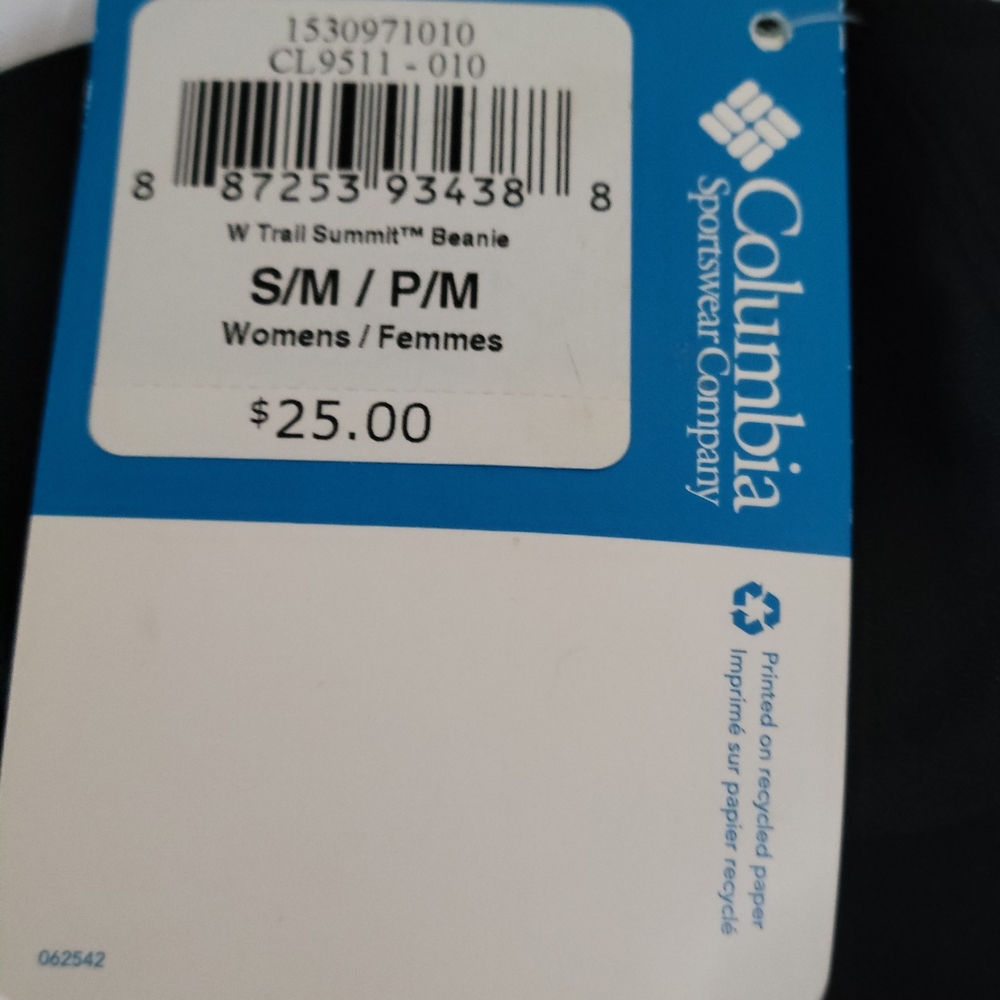 1530971010
CL9511 - 010
8 87253 93438 8
W Trail Summit™ Beanie
S/M / P/M
Womens / Femmes
$25.00
Columbia
Sportswear Company
Printed on recycled paper
Imprimé sur papier recyclé
062542